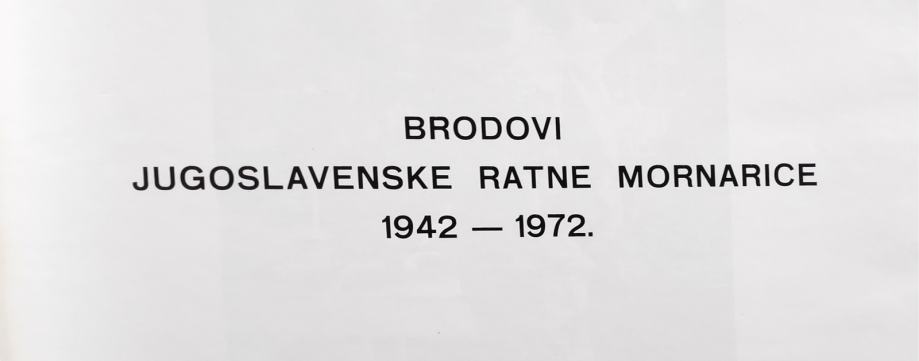 BRODOVI
JUGOSLAVENSKE RATNE MORNARICE
1942 — 1972.